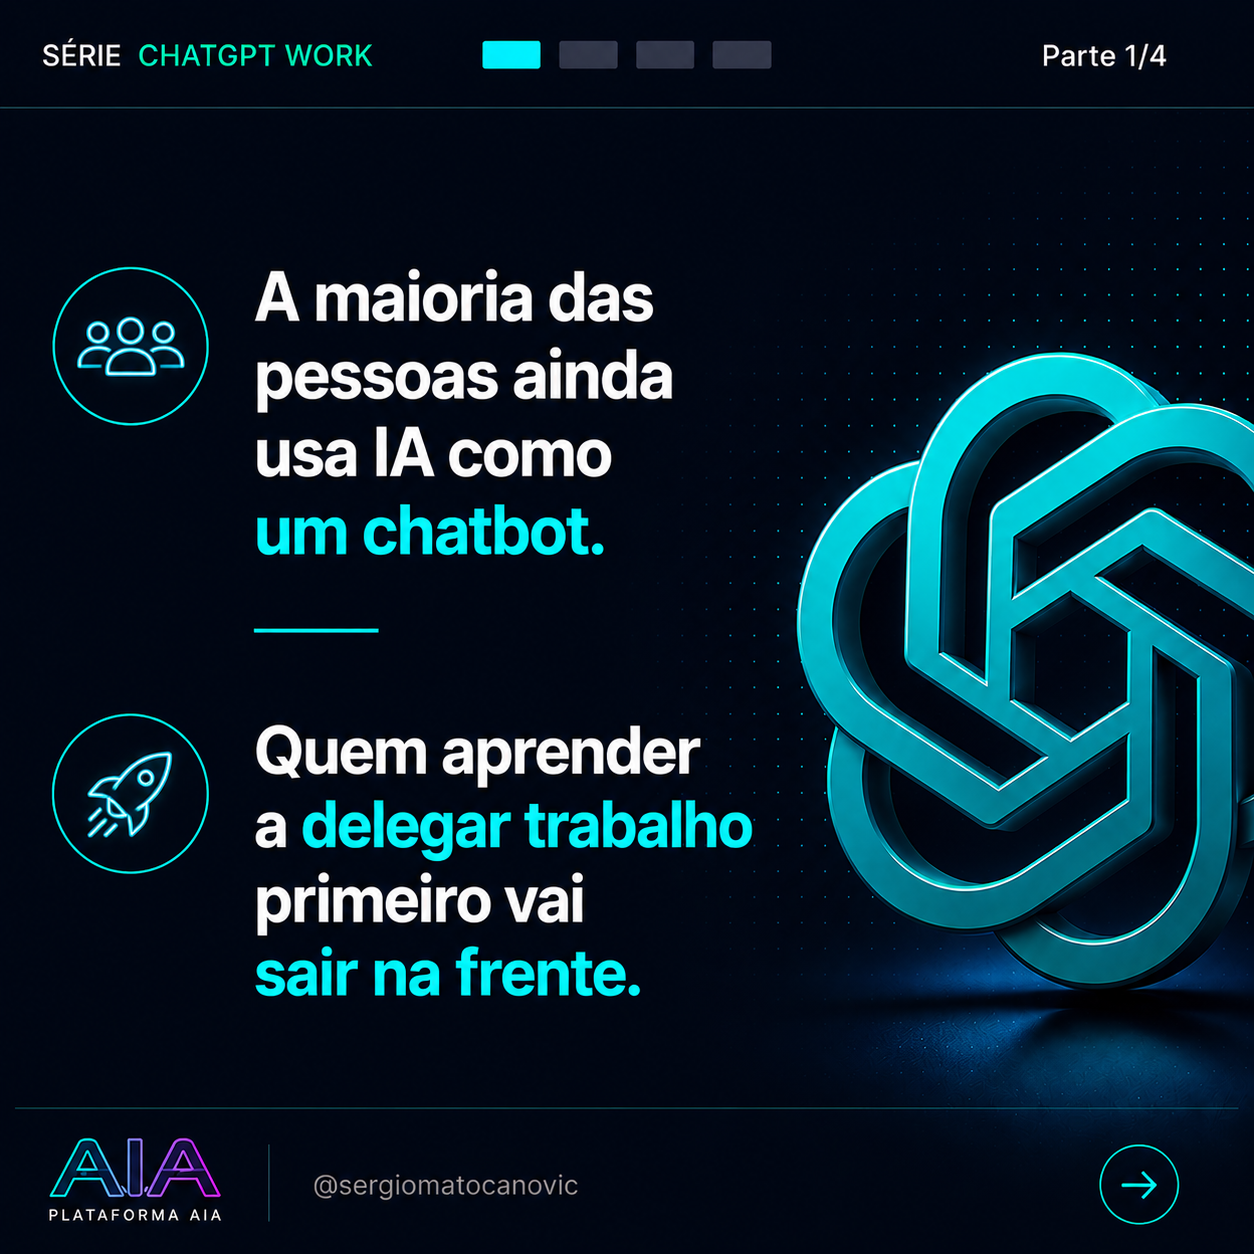 SÉRIE CHATGPT WORK
Parte 1/4
A maioria das
pessoas ainda
usa IA como
um chatbot.
Quem aprender
a delegar trabalho
primeiro vai
sair na frente.
AIA
PLATAFORMA AIA
@sergiomatocanovic